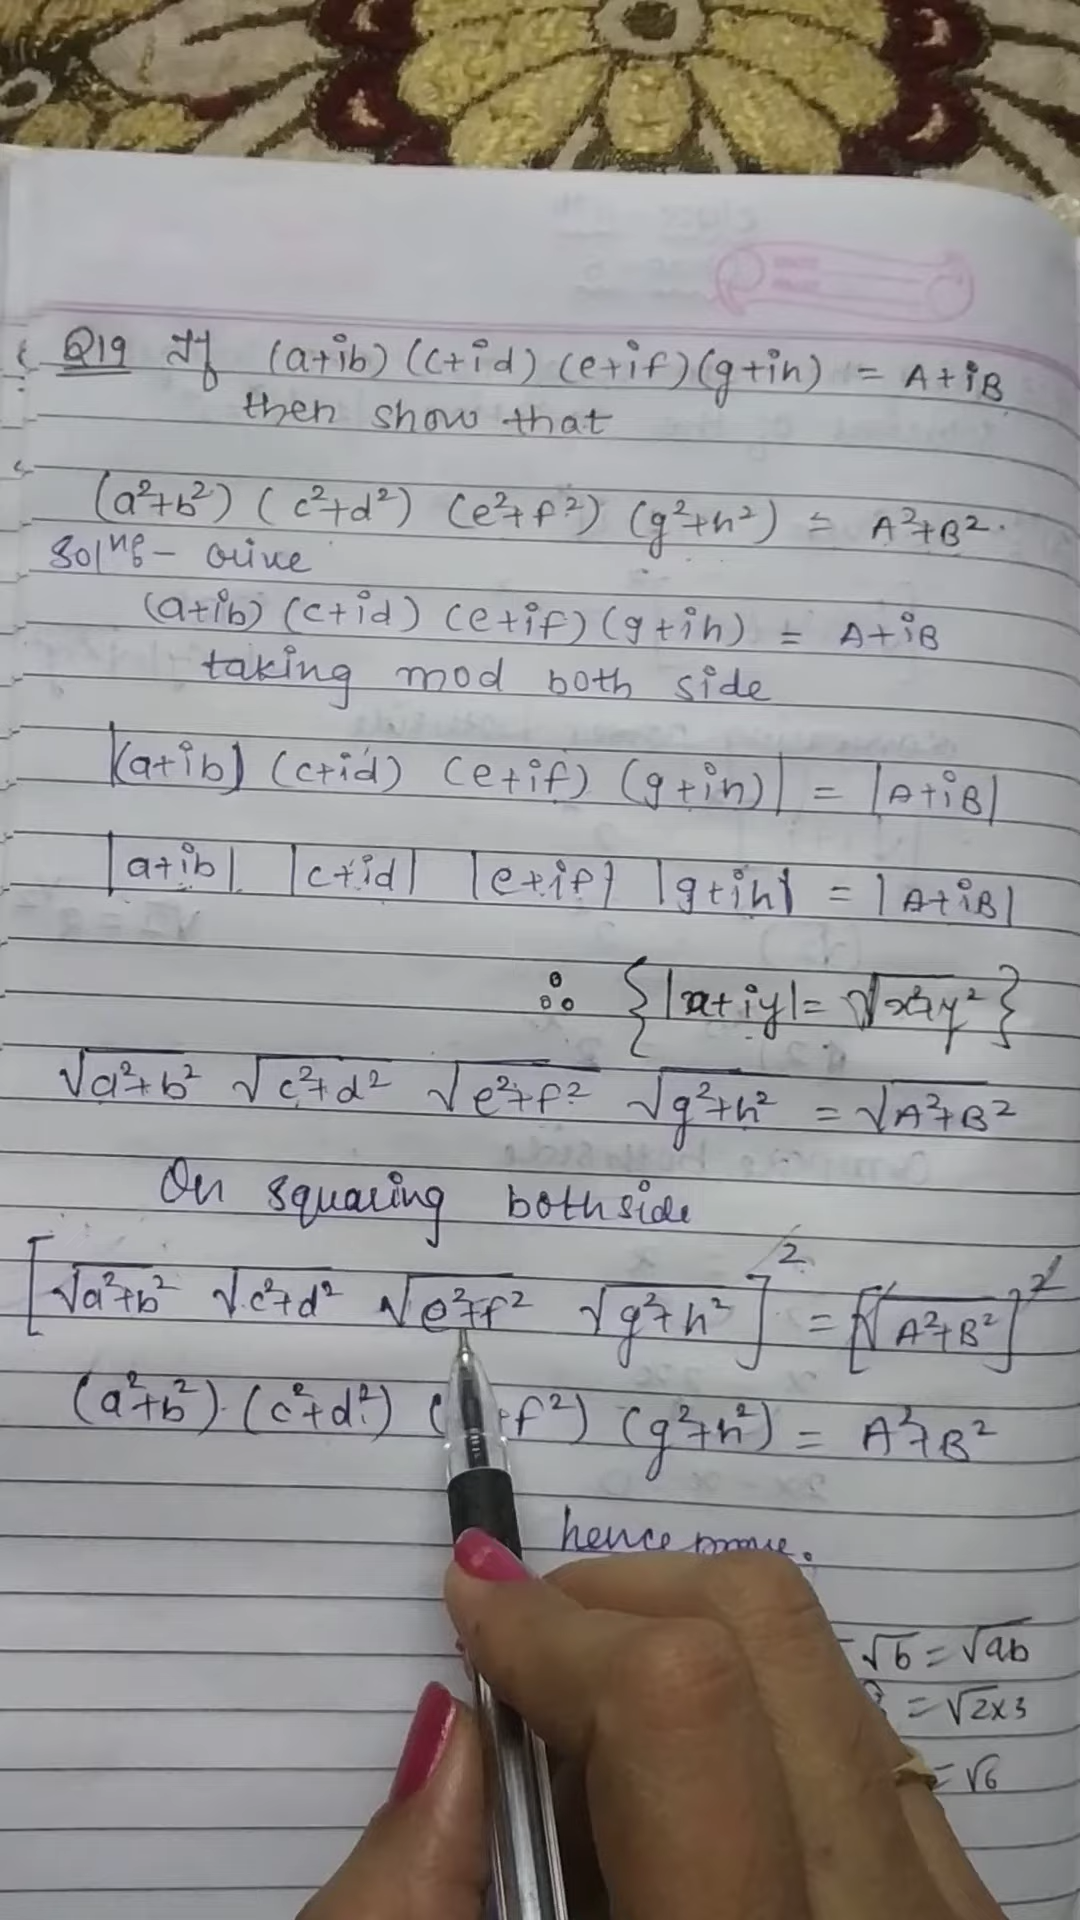 Q19 If (a+ib) (c+id) (e+if) (g+ih) = A+iB
then show that
(a²+b²) (c²+d²) (e²+f²) (g²+h²) = A²+B².
Solng - Give
(a+ib) (c+id) (e+if) (g+ih) = A+iB
taking mod both side
|(a+ib) (c+id) (e+if) (g+ih)| = |A+iB|
|a+ib| |c+id| |e+if| |g+ih| = |A+iB|
∴ {|x+iy| = √x²+y²}
√a²+b² √c²+d² √e²+f² √g²+h² = √A²+B²
On squaring both side
[√a²+b² √c²+d² √e²+f² √g²+h²]² = [√A²+B²]²
(a²+b²).(c²+d²) ( +f²) (g²+h²) = A²+B²
hence prove.
√b = √ab
= √2×3
= √6